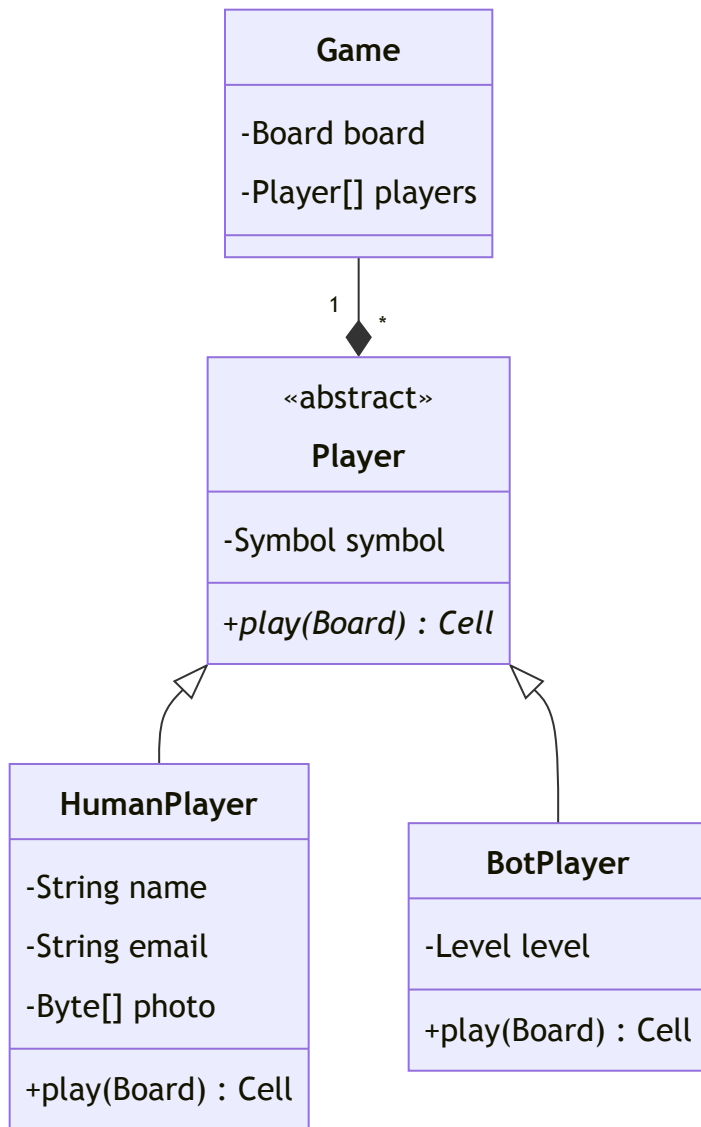 Game
-Board board
-Player[] players
1
*
«abstract»
Player
-Symbol symbol
+play(Board) : Cell
HumanPlayer
-String name
-String email
-Byte[] photo
+play(Board) : Cell
BotPlayer
-Level level
+play(Board) : Cell